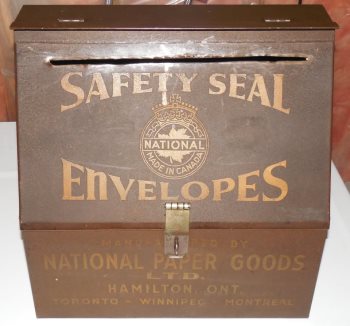 SAFETY SEAL
NATIONAL
MADE IN CANADA
ENVELOPES
MANUFACTURED BY
NATIONAL PAPER GOODS
LTD.
HAMILTON, ONT.
TORONTO - WINNIPEG - MONTREAL